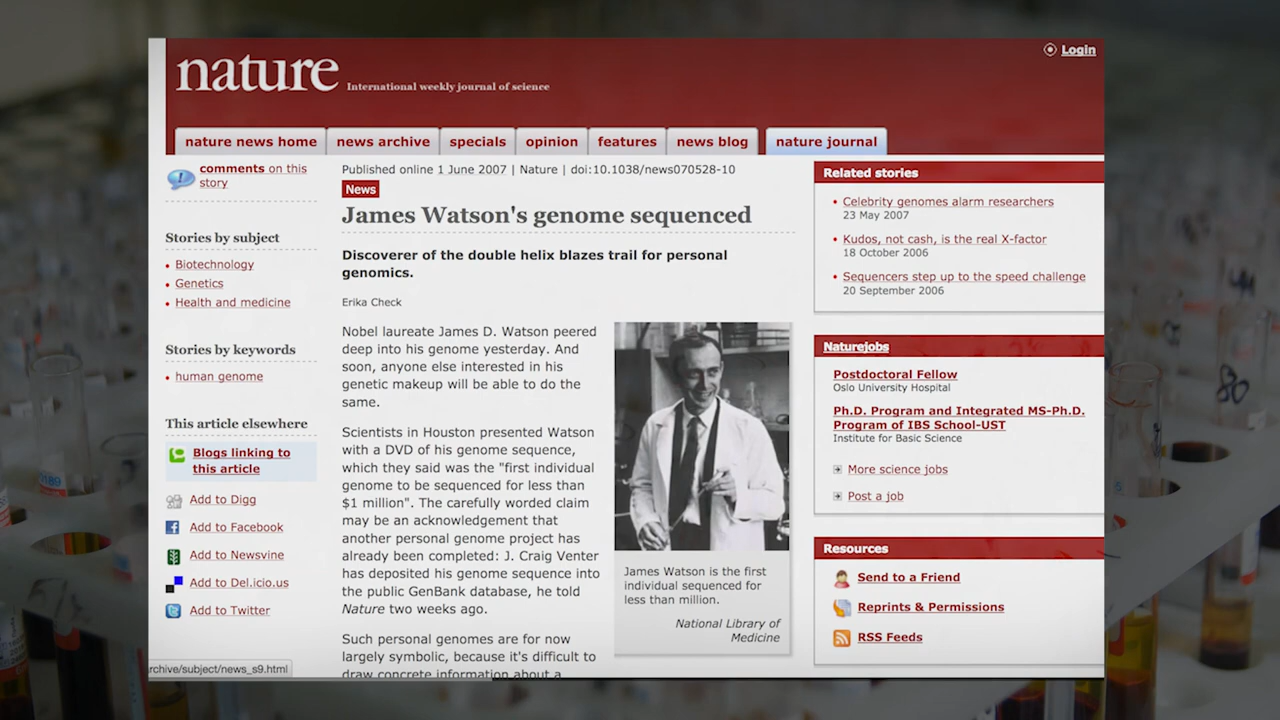 nature
International weekly journal of science
Login
nature news home
news archive
specials
opinion
features
news blog
nature journal
comments on this
story
Stories by subject
Biotechnology
Genetics
Health and medicine
Stories by keywords
human genome
This article elsewhere
Blogs linking to
this article
Add to Digg
Add to Facebook
Add to Newsvine
Add to Del.icio.us
Add to Twitter
rchive/subject/news_s9.html
Published online 1 June 2007 | Nature | doi:10.1038/news070528-10
News
James Watson's genome sequenced
Discoverer of the double helix blazes trail for personal
genomics.
Erika Check
Nobel laureate James D. Watson peered
deep into his genome yesterday. And
soon, anyone else interested in his
genetic makeup will be able to do the
same.
Scientists in Houston presented Watson
with a DVD of his genome sequence,
which they said was the "first individual
genome to be sequenced for less than
$1 million". The carefully worded claim
may be an acknowledgement that
another personal genome project has
already been completed: J. Craig Venter
has deposited his genome sequence into
the public GenBank database, he told
Nature two weeks ago.
Such personal genomes are for now
largely symbolic, because it's difficult to
draw concrete information about a
James Watson is the first
individual sequenced for
less than million.
National Library of
Medicine
Related stories
Celebrity genomes alarm researchers
23 May 2007
Kudos, not cash, is the real X-factor
18 October 2006
Sequencers step up to the speed challenge
20 September 2006
Naturejobs
Postdoctoral Fellow
Oslo University Hospital
Ph.D. Program and Integrated MS-Ph.D.
Program of IBS School-UST
Institute for Basic Science
More science jobs
Post a job
Resources
Send to a Friend
Reprints & Permissions
RSS Feeds
80